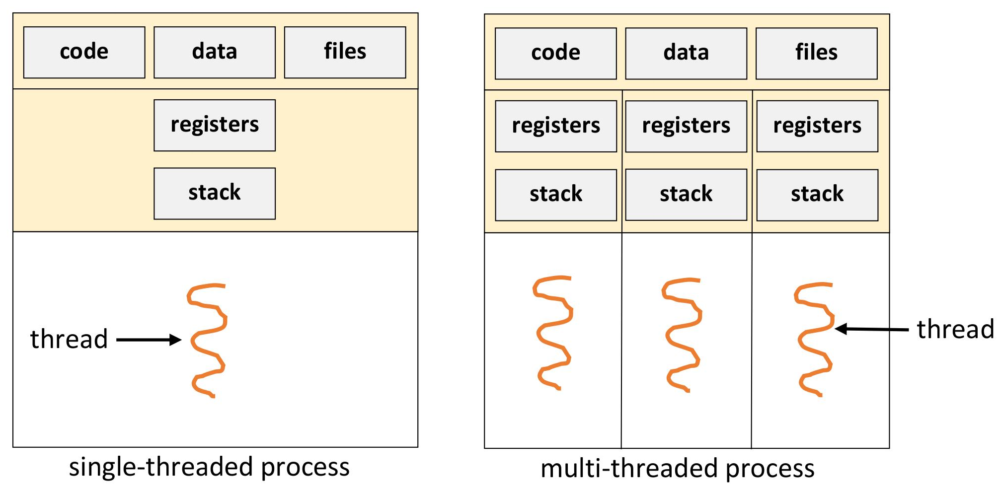 code data files
registers
stack
thread
single-threaded process
code data files
registers registers registers
stack stack stack
thread
multi-threaded process